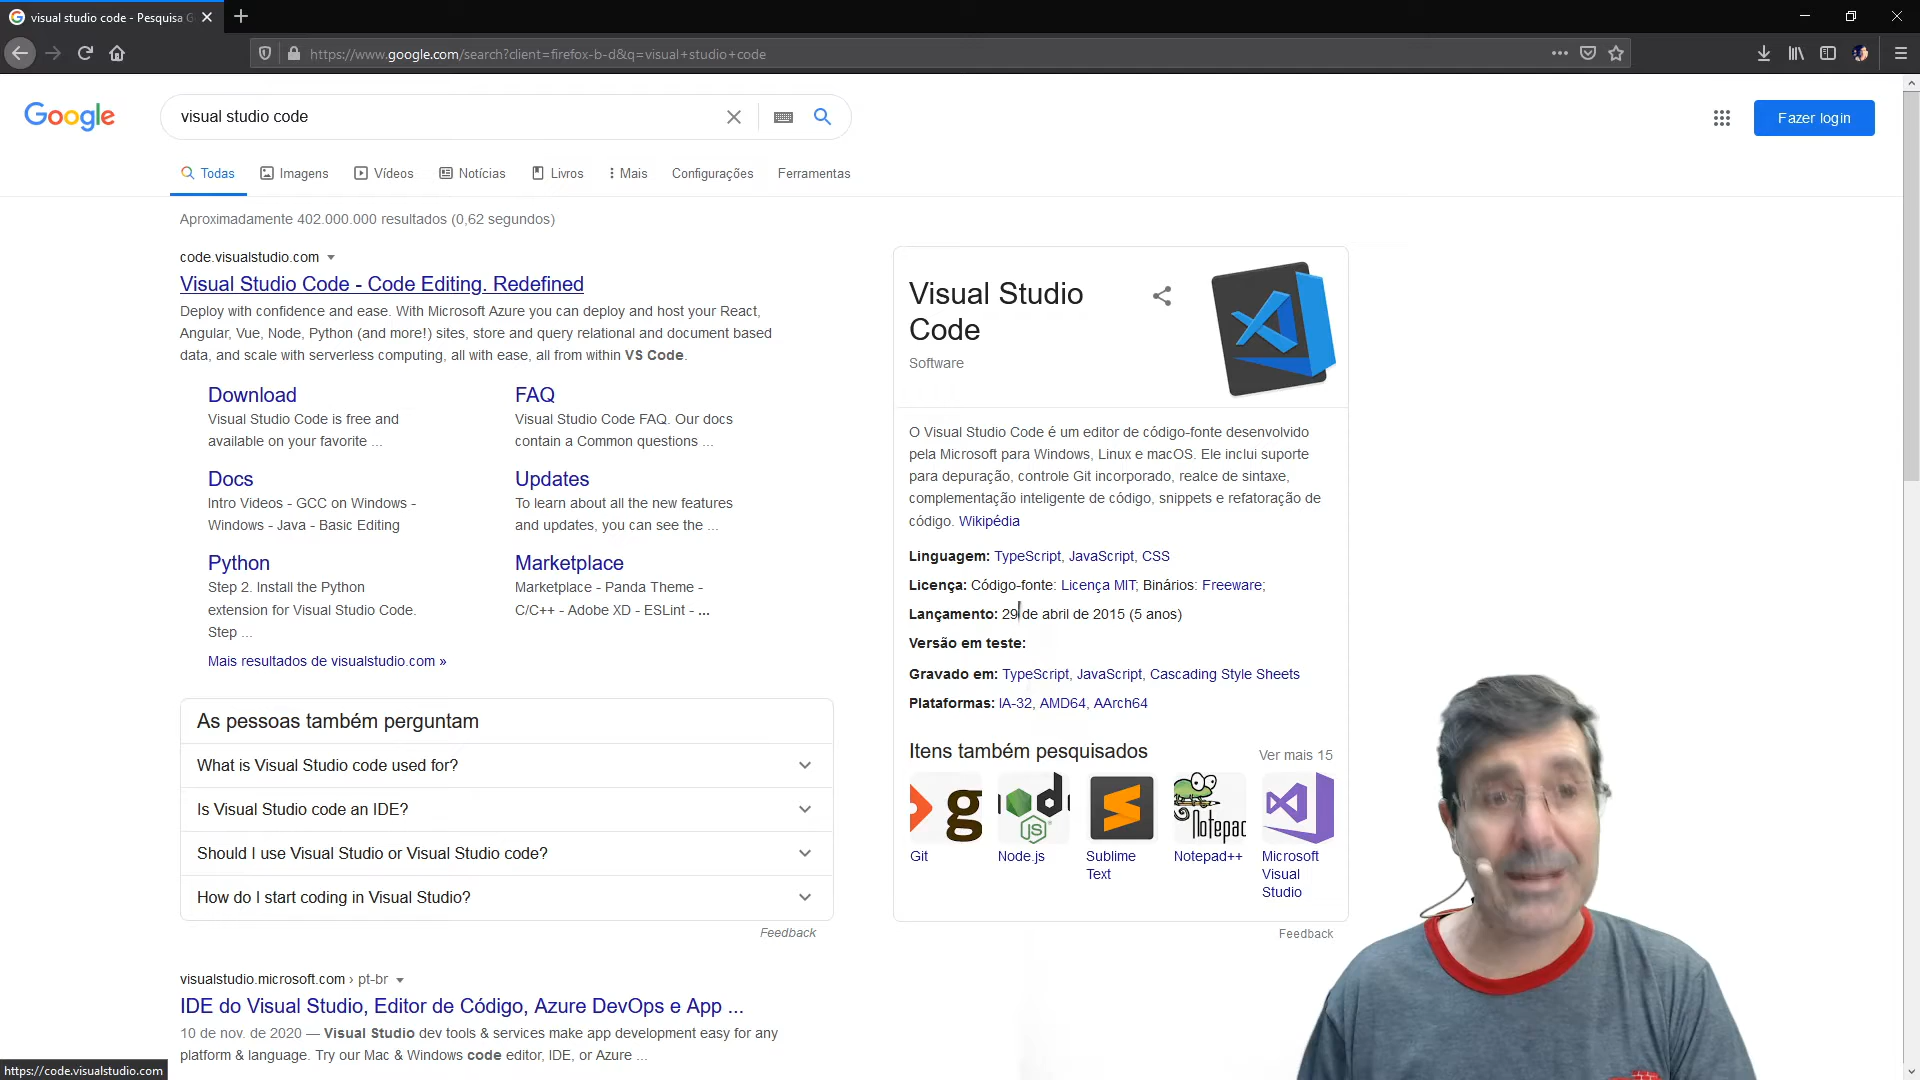 visual studio code - Pesquisa G
https://www.google.com/search?client=firefox-b-d&q=visual+studio+code
Google
visual studio code
Fazer login
Todas
Imagens
Vídeos
Notícias
Livros
Mais
Configurações
Ferramentas
Aproximadamente 402.000.000 resultados (0,62 segundos)
code.visualstudio.com
Visual Studio Code - Code Editing. Redefined
Deploy with confidence and ease. With Microsoft Azure you can deploy and host your React,
Angular, Vue, Node, Python (and more!) sites, store and query relational and document based
data, and scale with serverless computing, all with ease, all from within VS Code.
Download
Visual Studio Code is free and
available on your favorite ...
FAQ
Visual Studio Code FAQ. Our docs
contain a Common questions ...
Docs
Intro Videos - GCC on Windows -
Windows - Java - Basic Editing
Updates
To learn about all the new features
and updates, you can see the ...
Python
Step 2. Install the Python
extension for Visual Studio Code.
Step ...
Marketplace
Marketplace - Panda Theme -
C/C++ - Adobe XD - ESLint - ...
Mais resultados de visualstudio.com »
As pessoas também perguntam
What is Visual Studio code used for?
Is Visual Studio code an IDE?
Should I use Visual Studio or Visual Studio code?
How do I start coding in Visual Studio?
Feedback
visualstudio.microsoft.com › pt-br
IDE do Visual Studio, Editor de Código, Azure DevOps e App ...
10 de nov. de 2020 — Visual Studio dev tools & services make app development easy for any
platform & language. Try our Mac & Windows code editor, IDE, or Azure ...
Visual Studio
Code
Software
O Visual Studio Code é um editor de código-fonte desenvolvido
pela Microsoft para Windows, Linux e macOS. Ele inclui suporte
para depuração, controle Git incorporado, realce de sintaxe,
complementação inteligente de código, snippets e refatoração de
código. Wikipédia
Linguagem: TypeScript, JavaScript, CSS
Licença: Código-fonte: Licença MIT; Binários: Freeware;
Lançamento: 29 de abril de 2015 (5 anos)
Versão em teste:
Gravado em: TypeScript, JavaScript, Cascading Style Sheets
Plataformas: IA-32, AMD64, AArch64
Itens também pesquisados
Ver mais 15
Git
Node.js
Sublime
Text
Notepad++
Microsoft
Visual
Studio
Feedback
https://code.visualstudio.com